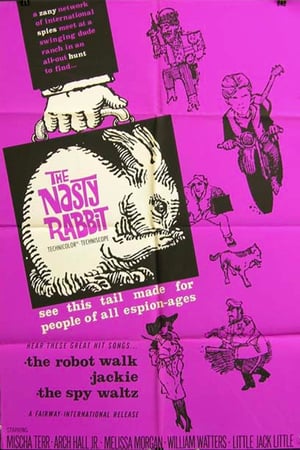 a zany network
of international
spies meet at a
swinging dude
ranch in an
all-out hunt
to find...
THE
NASTY
RABBIT
TECHNICOLOR® TECHNISCOPE
see this tail made for
people of all espion-ages
HEAR THESE GREAT HIT SONGS...
·the robot walk
jackie
·the spy waltz
A FAIRWAY-INTERNATIONAL RELEASE
STARRING
MISCHA TERR · ARCH HALL JR. · MELISSA MORGAN · WILLIAM WATTERS · LITTLE JACK LITTLE